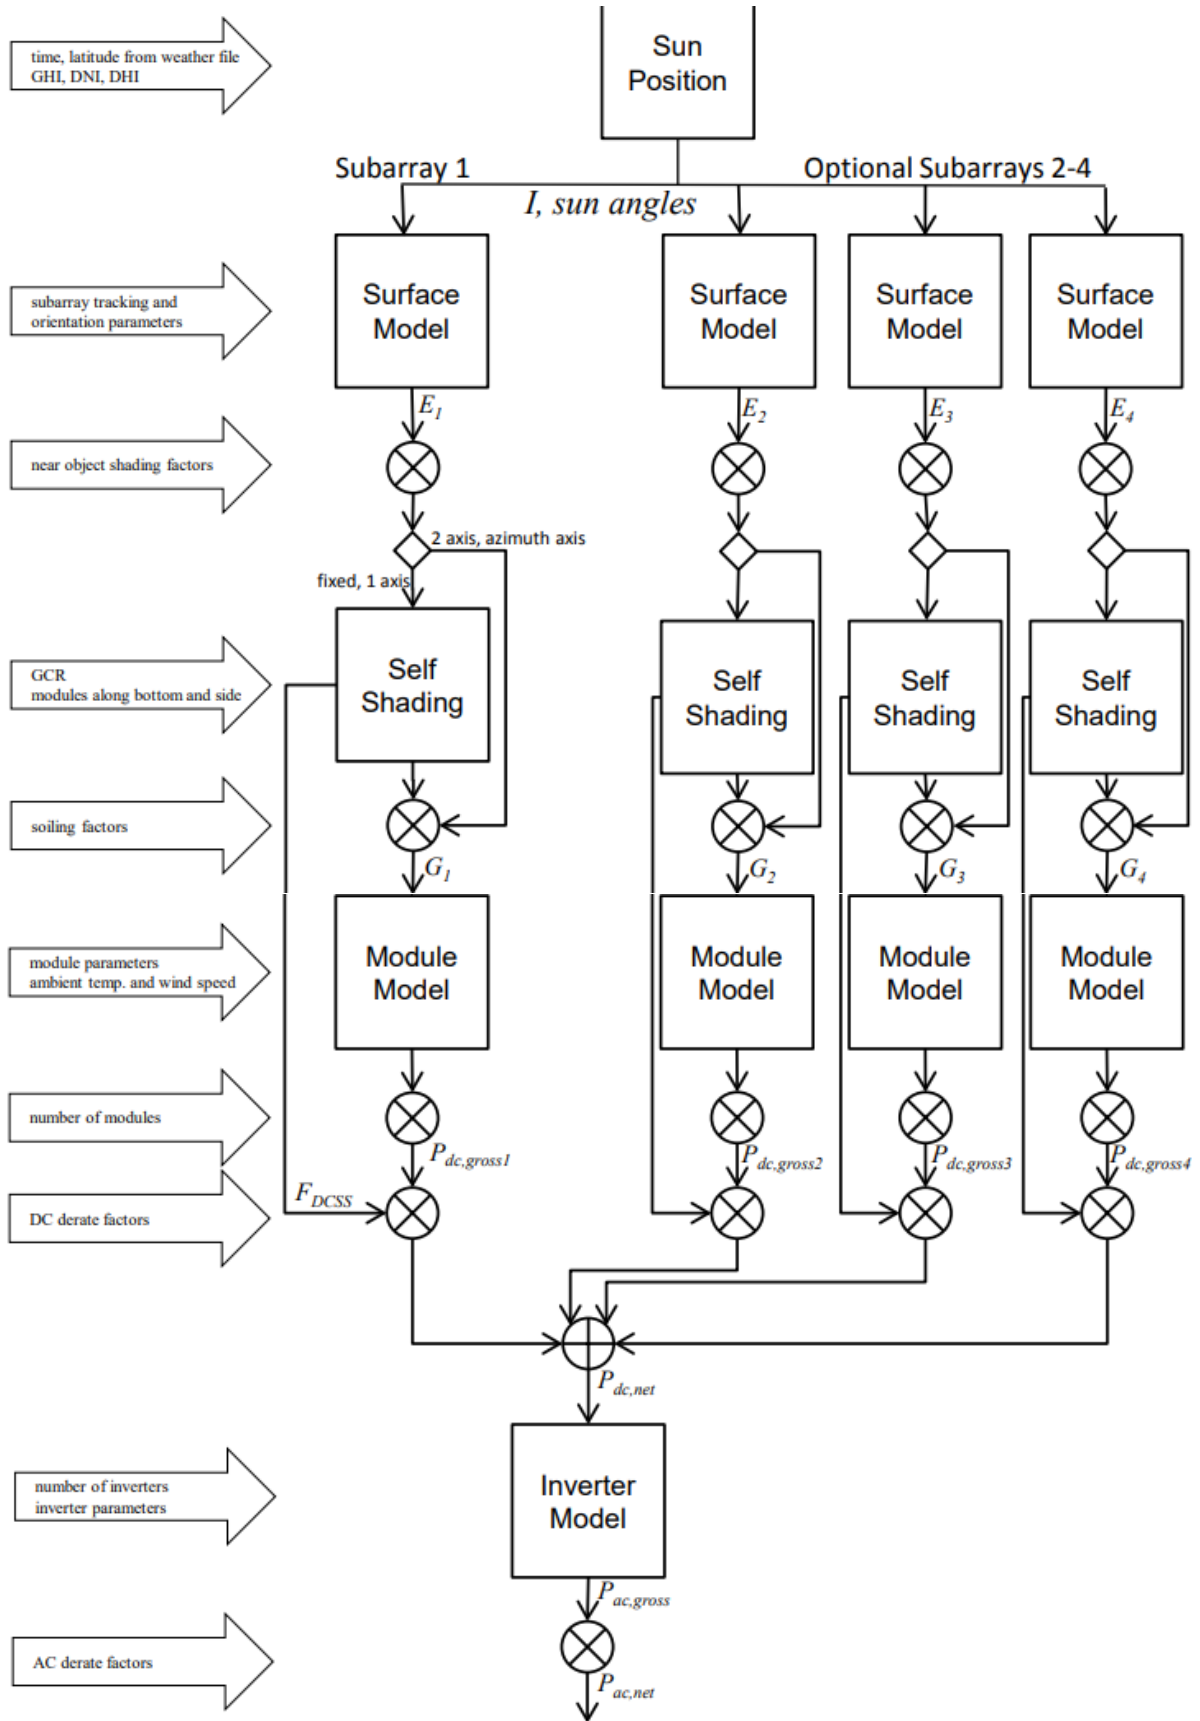 time, latitude from weather file
GHI, DNI, DHI
Sun
Position
Subarray 1
Optional Subarrays 2-4
I, sun angles
subarray tracking and
orientation parameters
Surface
Model
Surface
Model
Surface
Model
Surface
Model
E1
E2
E3
E4
near object shading factors
2 axis, azimuth axis
fixed, 1 axis
GCR
modules along bottom and side
Self
Shading
Self
Shading
Self
Shading
Self
Shading
soiling factors
G1
G2
G3
G4
module parameters
ambient temp. and wind speed
Module
Model
Module
Model
Module
Model
Module
Model
number of modules
Pdc,gross1
Pdc,gross2
Pdc,gross3
Pdc,gross4
DC derate factors
FDCSS
Pdc,net
number of inverters
inverter parameters
Inverter
Model
Pac,gross
AC derate factors
Pac,net